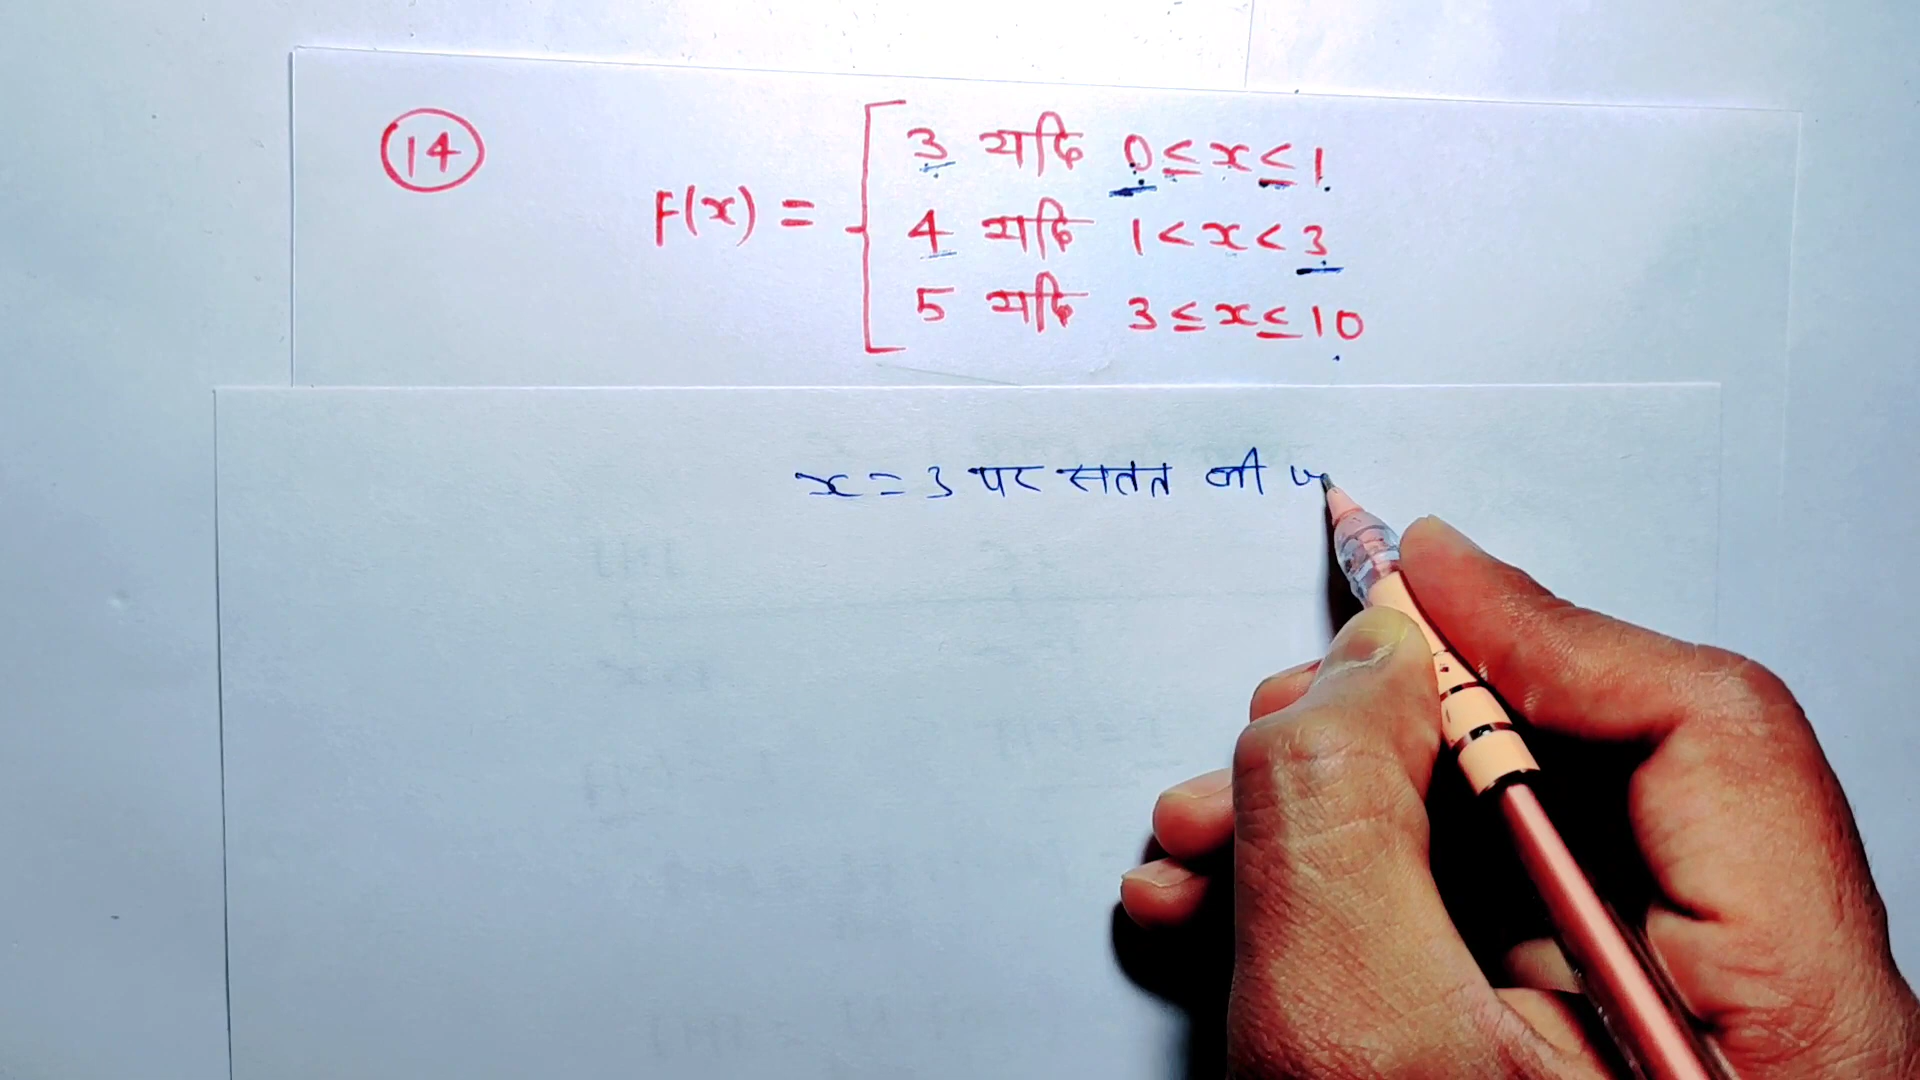 14
3 यदि 0 ≤ x ≤ 1
F(x) = 4 यदि 1 < x < 3
5 यदि 3 ≤ x ≤ 10
x = 3 पर सतत की